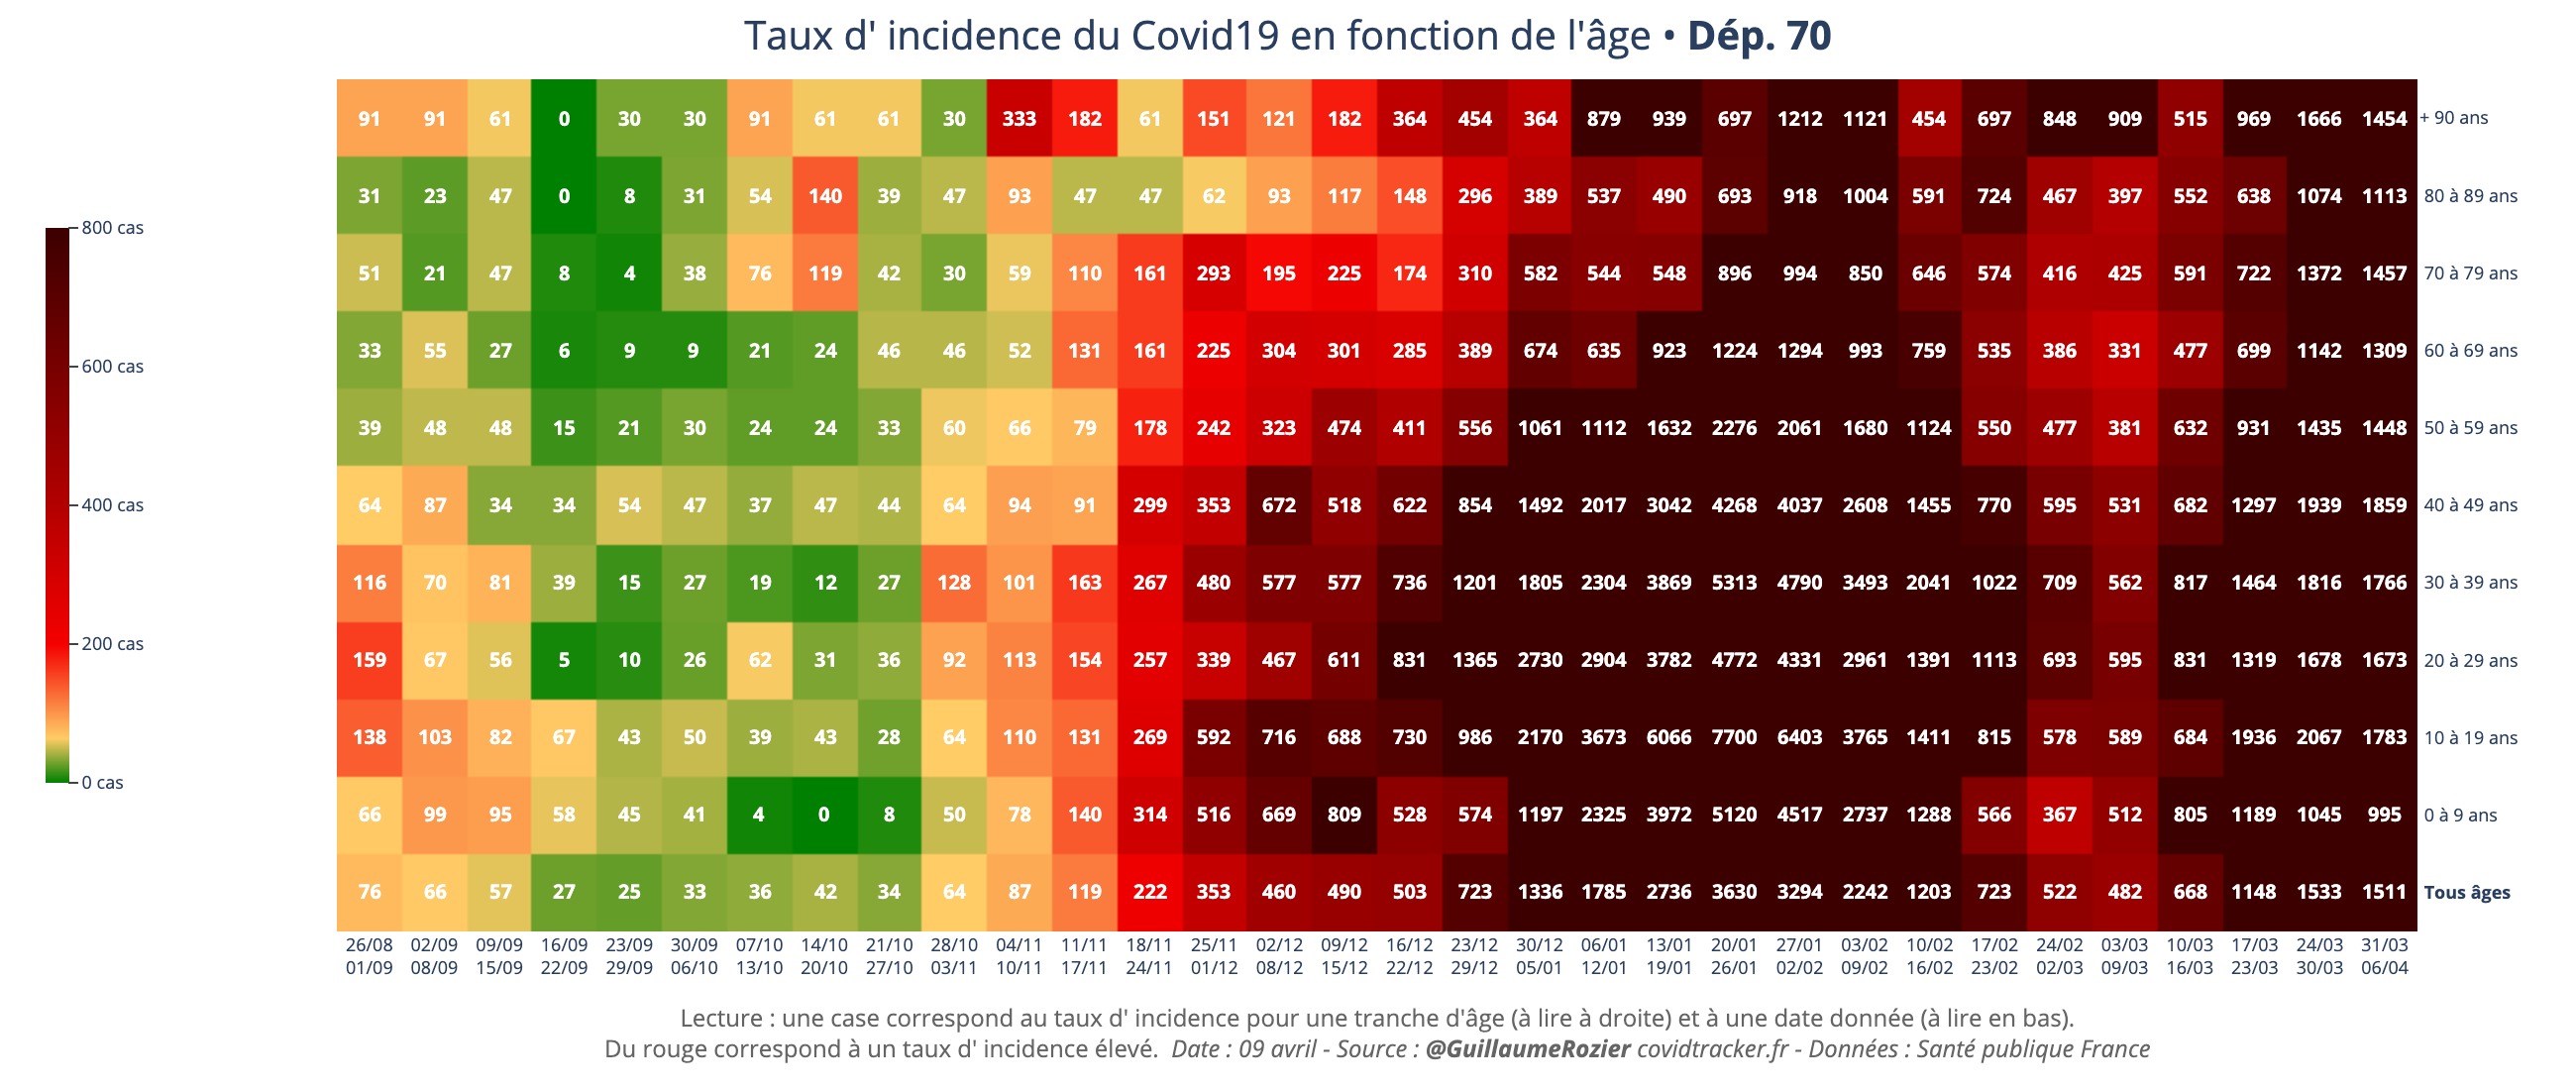 Taux d' incidence du Covid19 en fonction de l'âge • Dép. 70
800 cas
600 cas
400 cas
200 cas
0 cas
91 91 61 0 30 30 91 61 61 30 333 182 61 151 121 182 364 454 364 879 939 697 1212 1121 454 697 848 909 515 969 1666 1454 + 90 ans
31 23 47 0 8 31 54 140 39 47 93 47 47 62 93 117 148 296 389 537 490 693 918 1004 591 724 467 397 552 638 1074 1113 80 à 89 ans
51 21 47 8 4 38 76 119 42 30 59 110 161 293 195 225 174 310 582 544 548 896 994 850 646 574 416 425 591 722 1372 1457 70 à 79 ans
33 55 27 6 9 9 21 24 46 46 52 131 161 225 304 301 285 389 674 635 923 1224 1294 993 759 535 386 331 477 699 1142 1309 60 à 69 ans
39 48 48 15 21 30 24 24 33 60 66 79 178 242 323 474 411 556 1061 1112 1632 2276 2061 1680 1124 550 477 381 632 931 1435 1448 50 à 59 ans
64 87 34 34 54 47 37 47 44 64 94 91 299 353 672 518 622 854 1492 2017 3042 4268 4037 2608 1455 770 595 531 682 1297 1939 1859 40 à 49 ans
116 70 81 39 15 27 19 12 27 128 101 163 267 480 577 577 736 1201 1805 2304 3869 5313 4790 3493 2041 1022 709 562 817 1464 1816 1766 30 à 39 ans
159 67 56 5 10 26 62 31 36 92 113 154 257 339 467 611 831 1365 2730 2904 3782 4772 4331 2961 1391 1113 693 595 831 1319 1678 1673 20 à 29 ans
138 103 82 67 43 50 39 43 28 64 110 131 269 592 716 688 730 986 2170 3673 6066 7700 6403 3765 1411 815 578 589 684 1936 2067 1783 10 à 19 ans
66 99 95 58 45 41 4 0 8 50 78 140 314 516 669 809 528 574 1197 2325 3972 5120 4517 2737 1288 566 367 512 805 1189 1045 995 0 à 9 ans
76 66 57 27 25 33 36 42 34 64 87 119 222 353 460 490 503 723 1336 1785 2736 3630 3294 2242 1203 723 522 482 668 1148 1533 1511 Tous âges
26/08 02/09 09/09 16/09 23/09 30/09 07/10 14/10 21/10 28/10 04/11 11/11 18/11 25/11 02/12 09/12 16/12 23/12 30/12 06/01 13/01 20/01 27/01 03/02 10/02 17/02 24/02 03/03 10/03 17/03 24/03 31/03
01/09 08/09 15/09 22/09 29/09 06/10 13/10 20/10 27/10 03/11 10/11 17/11 24/11 01/12 08/12 15/12 22/12 29/12 05/01 12/01 19/01 26/01 02/02 09/02 16/02 23/02 02/03 09/03 16/03 23/03 30/03 06/04
Lecture : une case correspond au taux d' incidence pour une tranche d'âge (à lire à droite) et à une date donnée (à lire en bas).
Du rouge correspond à un taux d' incidence élevé. Date : 09 avril - Source : @GuillaumeRozier covidtracker.fr - Données : Santé publique France